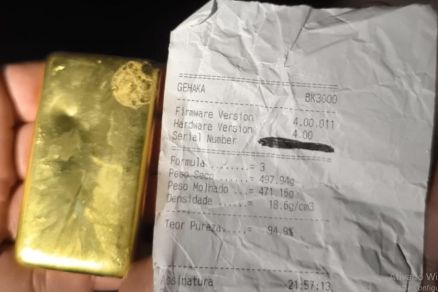 GEHAKA BK3000
Firmware Version 4.00.011
Hardware Version 4.00
Serial Number
Formula ........= 3
Peso Seco ....= 497.94g
Peso Molhado ...= 471.16g
Densidade ....= 18.6g/cm3
Teor Pureza....= 94.9%
Assinatura 21:57:13